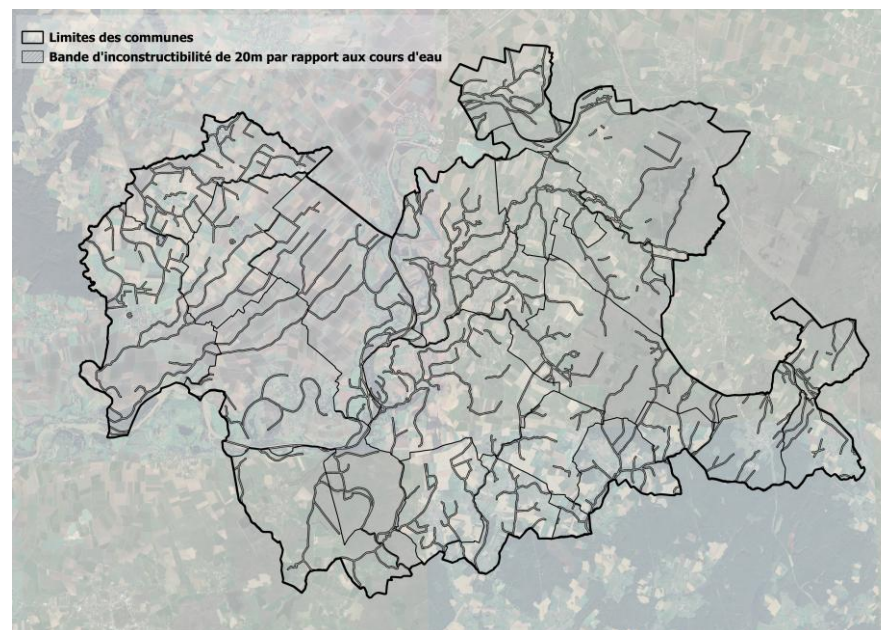 Limites des communes
Bande d'inconstructibilité de 20m par rapport aux cours d'eau